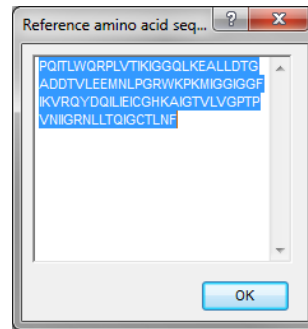 Reference amino acid seq...
PQITLWQRPLVTIKIGGQLKEALLDTG
ADDTVLEEMNLPGRWKPKMIGGIGGF
IKVRQYDQILIEICGHKAIGTVLVGPTP
VNIIGRNLLTQIGCTLNF
OK